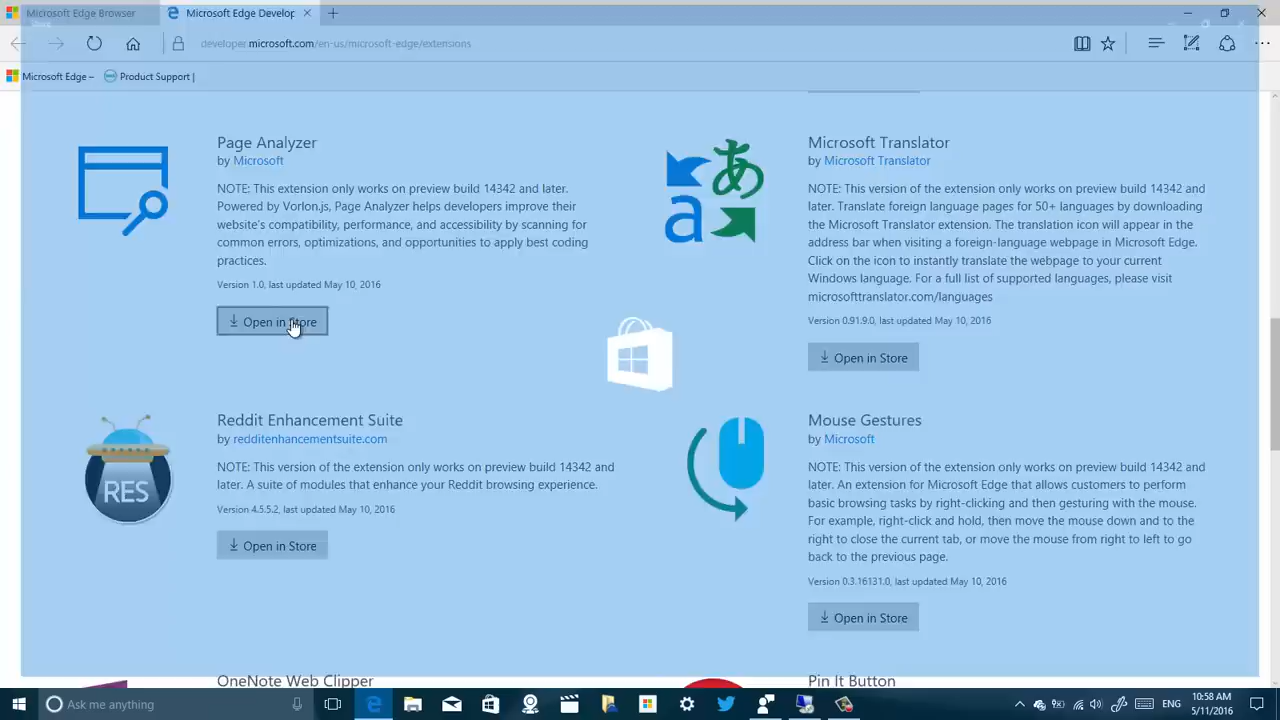 Microsoft Edge Browser
Microsoft Edge Develop
Store
developer.microsoft.com/en-us/microsoft-edge/extensions
Microsoft Edge –
Product Support |
Page Analyzer
by Microsoft
NOTE: This extension only works on preview build 14342 and later.
Powered by Vorlon.js, Page Analyzer helps developers improve their
website's compatibility, performance, and accessibility by scanning for
common errors, optimizations, and opportunities to apply best coding
practices.
Version 1.0, last updated May 10, 2016
Open in Store
Microsoft Translator
by Microsoft Translator
NOTE: This version of the extension only works on preview build 14342 and
later. Translate foreign language pages for 50+ languages by downloading
the Microsoft Translator extension. The translation icon will appear in the
address bar when visiting a foreign-language webpage in Microsoft Edge.
Click on the icon to instantly translate the webpage to your current
Windows language. For a full list of supported languages, please visit
microsofttranslator.com/languages
Version 0.91.9.0, last updated May 10, 2016
Open in Store
あ
a
Reddit Enhancement Suite
by redditenhancementsuite.com
NOTE: This version of the extension only works on preview build 14342 and
later. A suite of modules that enhance your Reddit browsing experience.
Version 4.5.5.2, last updated May 10, 2016
Open in Store
RES
Mouse Gestures
by Microsoft
NOTE: This version of the extension only works on preview build 14342 and
later. An extension for Microsoft Edge that allows customers to perform
basic browsing tasks by right-clicking and then gesturing with the mouse.
For example, right-click and hold, then move the mouse down and to the
right to close the current tab, or move the mouse from right to left to go
back to the previous page.
Version 0.3.16131.0, last updated May 10, 2016
Open in Store
OneNote Web Clipper
Pin It Button
Ask me anything
ENG
10:58 AM
5/11/2016